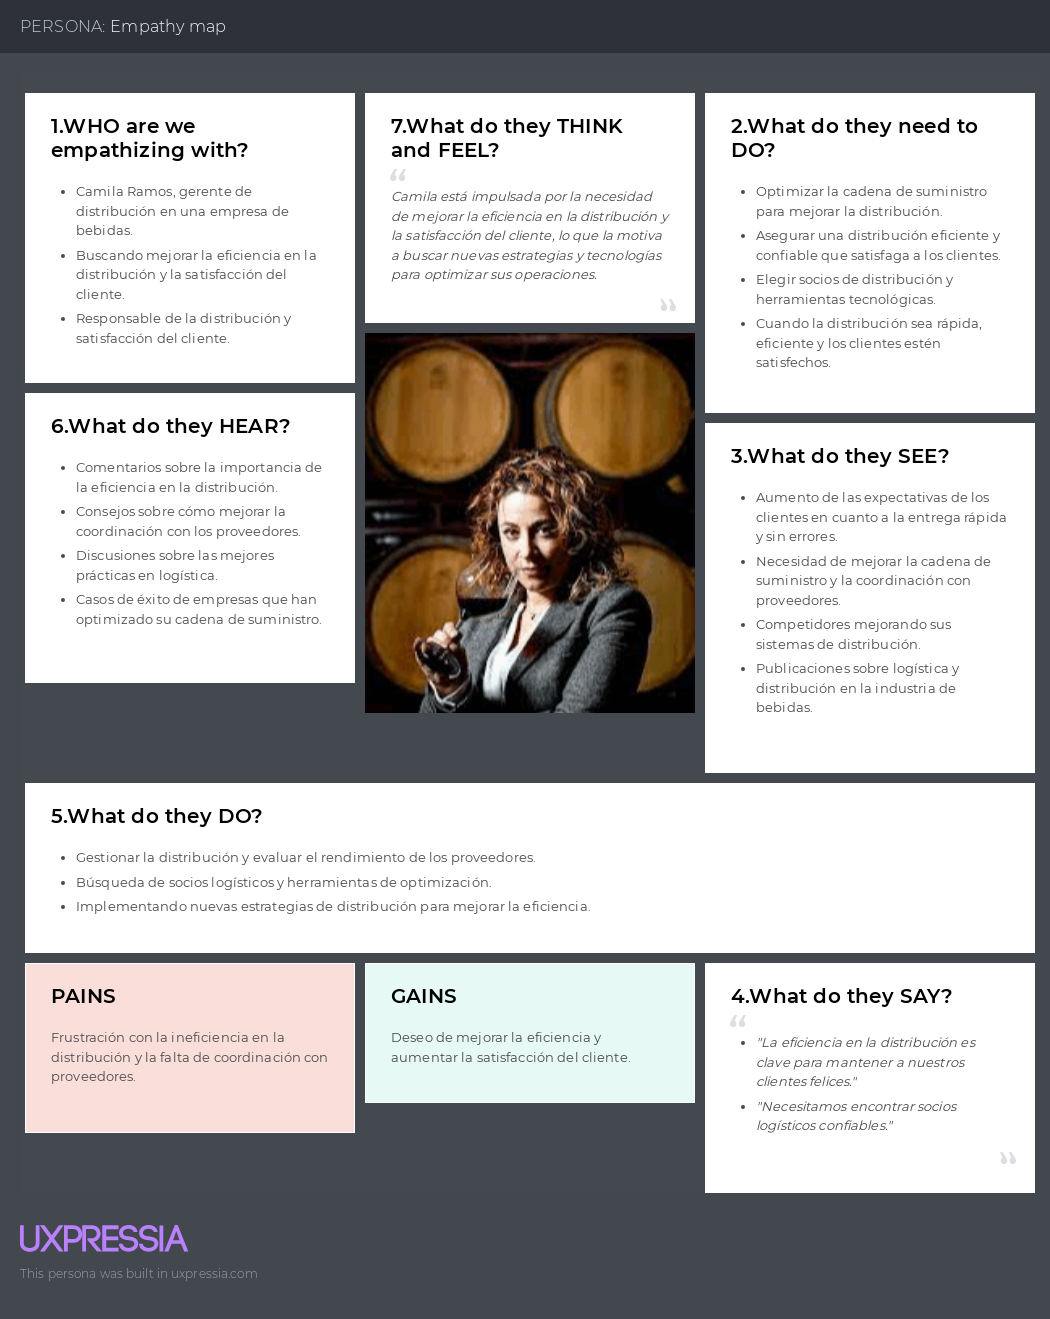 PERSONA: Empathy map
1.WHO are we
empathizing with?
• Camila Ramos, gerente de
distribución en una empresa de
bebidas.
• Buscando mejorar la eficiencia en la
distribución y la satisfacción del
cliente.
• Responsable de la distribución y
satisfacción del cliente.
7.What do they THINK
and FEEL?
“
Camila está impulsada por la necesidad
de mejorar la eficiencia en la distribución y
la satisfacción del cliente, lo que la motiva
a buscar nuevas estrategias y tecnologías
para optimizar sus operaciones.
”
2.What do they need to
DO?
• Optimizar la cadena de suministro
para mejorar la distribución.
• Asegurar una distribución eficiente y
confiable que satisfaga a los clientes.
• Elegir socios de distribución y
herramientas tecnológicas.
• Cuando la distribución sea rápida,
eficiente y los clientes estén
satisfechos.
6.What do they HEAR?
• Comentarios sobre la importancia de
la eficiencia en la distribución.
• Consejos sobre cómo mejorar la
coordinación con los proveedores.
• Discusiones sobre las mejores
prácticas en logística.
• Casos de éxito de empresas que han
optimizado su cadena de suministro.
3.What do they SEE?
• Aumento de las expectativas de los
clientes en cuanto a la entrega rápida
y sin errores.
• Necesidad de mejorar la cadena de
suministro y la coordinación con
proveedores.
• Competidores mejorando sus
sistemas de distribución.
• Publicaciones sobre logística y
distribución en la industria de
bebidas.
5.What do they DO?
• Gestionar la distribución y evaluar el rendimiento de los proveedores.
• Búsqueda de socios logísticos y herramientas de optimización.
• Implementando nuevas estrategias de distribución para mejorar la eficiencia.
PAINS
Frustración con la ineficiencia en la
distribución y la falta de coordinación con
proveedores.
GAINS
Deseo de mejorar la eficiencia y
aumentar la satisfacción del cliente.
4.What do they SAY?
“
• "La eficiencia en la distribución es
clave para mantener a nuestros
clientes felices."
• "Necesitamos encontrar socios
logísticos confiables."
”
UXPRESSIA
This persona was built in uxpressia.com